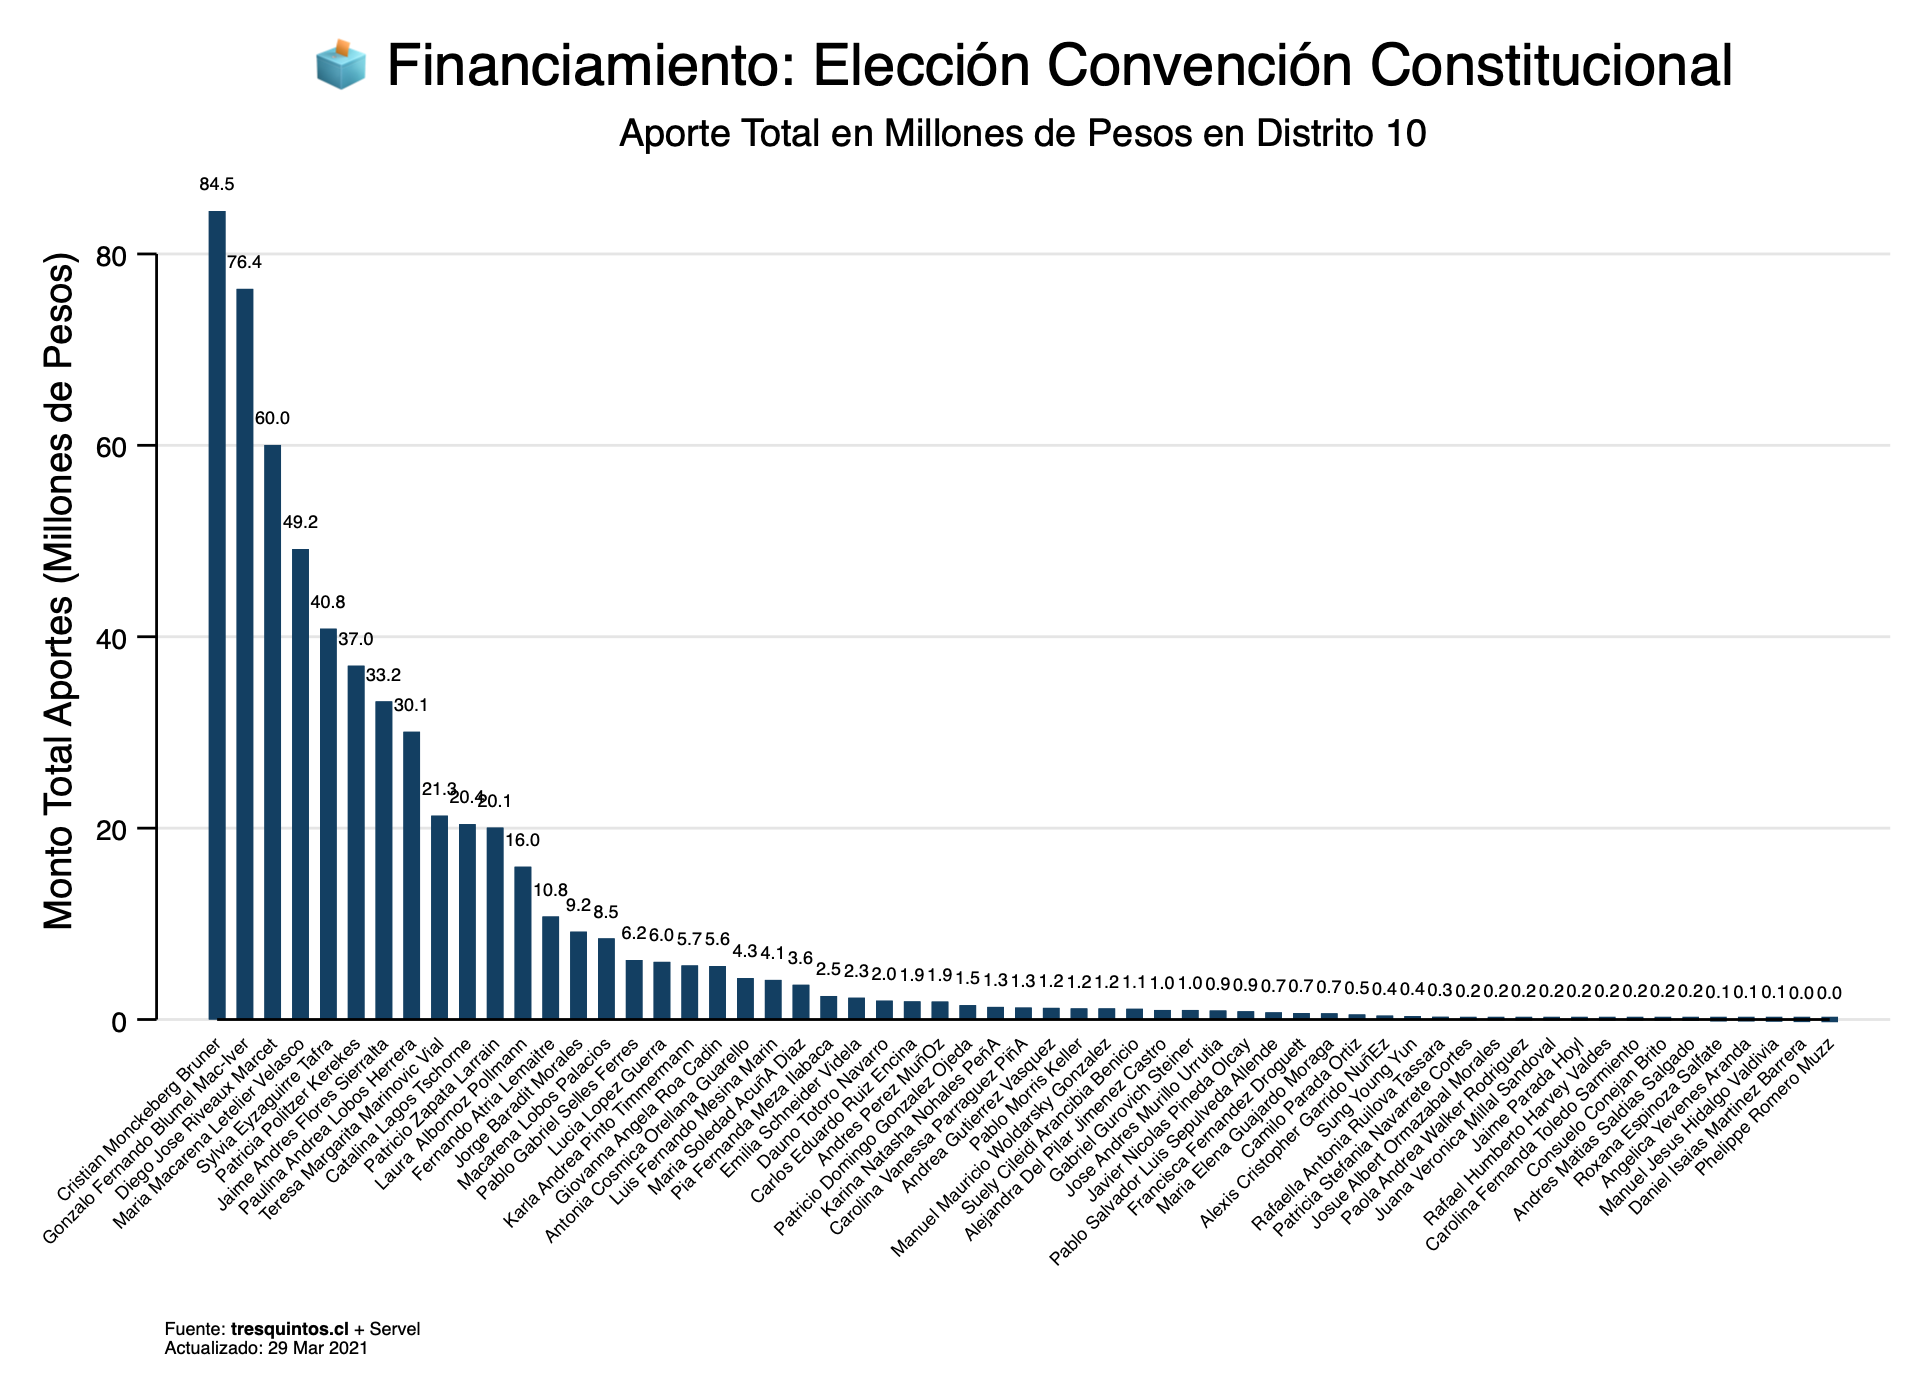 Financiamiento: Elección Convención Constitucional
Aporte Total en Millones de Pesos en Distrito 10
Monto Total Aportes (Millones de Pesos)
80
60
40
20
0
84.5
76.4
60.0
49.2
40.8
37.0
33.2
30.1
21.3
20.4
20.1
16.0
10.8
9.2
8.5
6.2
6.0
5.7
5.6
4.3
4.1
3.6
2.5
2.3
2.0
1.9
1.9
1.5
1.3
1.3
1.2
1.2
1.2
1.1
1.0
1.0
0.9
0.9
0.7
0.7
0.7
0.5
0.4
0.4
0.3
0.2
0.2
0.2
0.2
0.2
0.2
0.2
0.2
0.2
0.1
0.1
0.1
0.0
0.0
Cristian Monckeberg Bruner
Gonzalo Fernando Blumel Mac-Iver
Diego Jose Riveaux Marcet
Maria Macarena Letelier Velasco
Sylvia Eyzaguirre Tafra
Patricia Politzer Kerekes
Jaime Andres Flores Sierralta
Paulina Andrea Lobos Herrera
Teresa Margarita Marinovic Vial
Catalina Lagos Tschorne
Patricio Zapata Larrain
Laura Albornoz Pollmann
Fernando Atria Lemaitre
Jorge Baradit Morales
Macarena Lobos Palacios
Pablo Gabriel Selles Ferres
Lucia Lopez Guerra
Karla Andrea Pinto Timmermann
Giovanna Angela Roa Cadin
Antonia Cosmica Orellana Guarello
Luis Fernando Mesina Marin
Maria Soledad AcuñA Diaz
Pia Fernanda Meza Ilabaca
Emilia Schneider Videla
Dauno Totoro Navarro
Carlos Eduardo Ruiz Encina
Andres Perez MuñOz
Patricio Domingo Gonzalez Ojeda
Karina Natasha Nohales PeñA
Carolina Vanessa Parraguez PiñA
Andrea Gutierrez Vasquez
Pablo Morris Keller
Manuel Mauricio Woldarsky Gonzalez
Suely Cileidi Arancibia Benicio
Alejandra Del Pilar Jimenez Castro
Gabriel Gurovich Steiner
Jose Andres Murillo Urrutia
Javier Nicolas Pineda Olcay
Pablo Salvador Luis Sepulveda Allende
Francisca Fernandez Droguett
Maria Elena Guajardo Moraga
Camilo Parada Ortiz
Alexis Cristopher Garrido NuñEz
Sung Young Yun
Rafaella Antonia Ruilova Tassara
Patricia Stefania Navarrete Cortes
Josue Albert Ormazabal Morales
Paola Andrea Walker Rodriguez
Juana Veronica Millal Sandoval
Jaime Parada Hoyl
Rafael Humberto Harvey Valdes
Carolina Fernanda Toledo Sarmiento
Consuelo Conejan Brito
Andres Matias Saldias Salgado
Roxana Espinoza Salfate
Angelica Yevenes Aranda
Manuel Jesus Hidalgo Valdivia
Daniel Isaias Martinez Barrera
Phelippe Romero Muzz
Fuente: tresquintos.cl + Servel
Actualizado: 29 Mar 2021